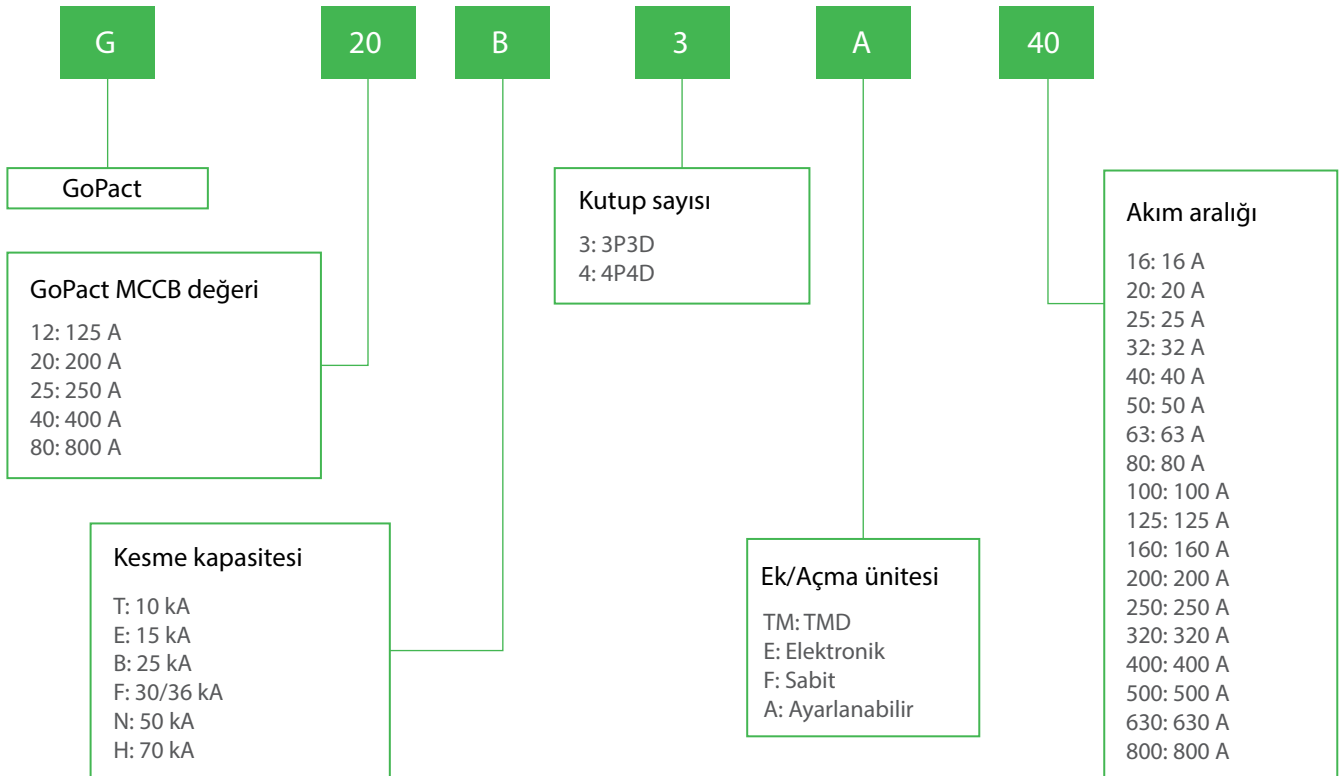 G
20
B
3
A
40
GoPact
GoPact MCCB değeri
12: 125 A
20: 200 A
25: 250 A
40: 400 A
80: 800 A
Kesme kapasitesi
T: 10 kA
E: 15 kA
B: 25 kA
F: 30/36 kA
N: 50 kA
H: 70 kA
Kutup sayısı
3: 3P3D
4: 4P4D
Ek/Açma ünitesi
TM: TMD
E: Elektronik
F: Sabit
A: Ayarlanabilir
Akım aralığı
16: 16 A
20: 20 A
25: 25 A
32: 32 A
40: 40 A
50: 50 A
63: 63 A
80: 80 A
100: 100 A
125: 125 A
160: 160 A
200: 200 A
250: 250 A
320: 320 A
400: 400 A
500: 500 A
630: 630 A
800: 800 A